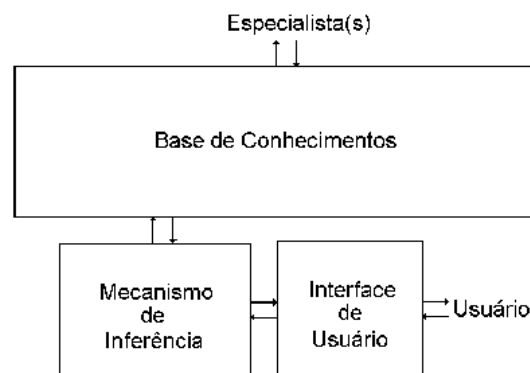 Especialista(s)
Base de Conhecimentos
Mecanismo
de
Inferência
Interface
de
Usuário
Usuário